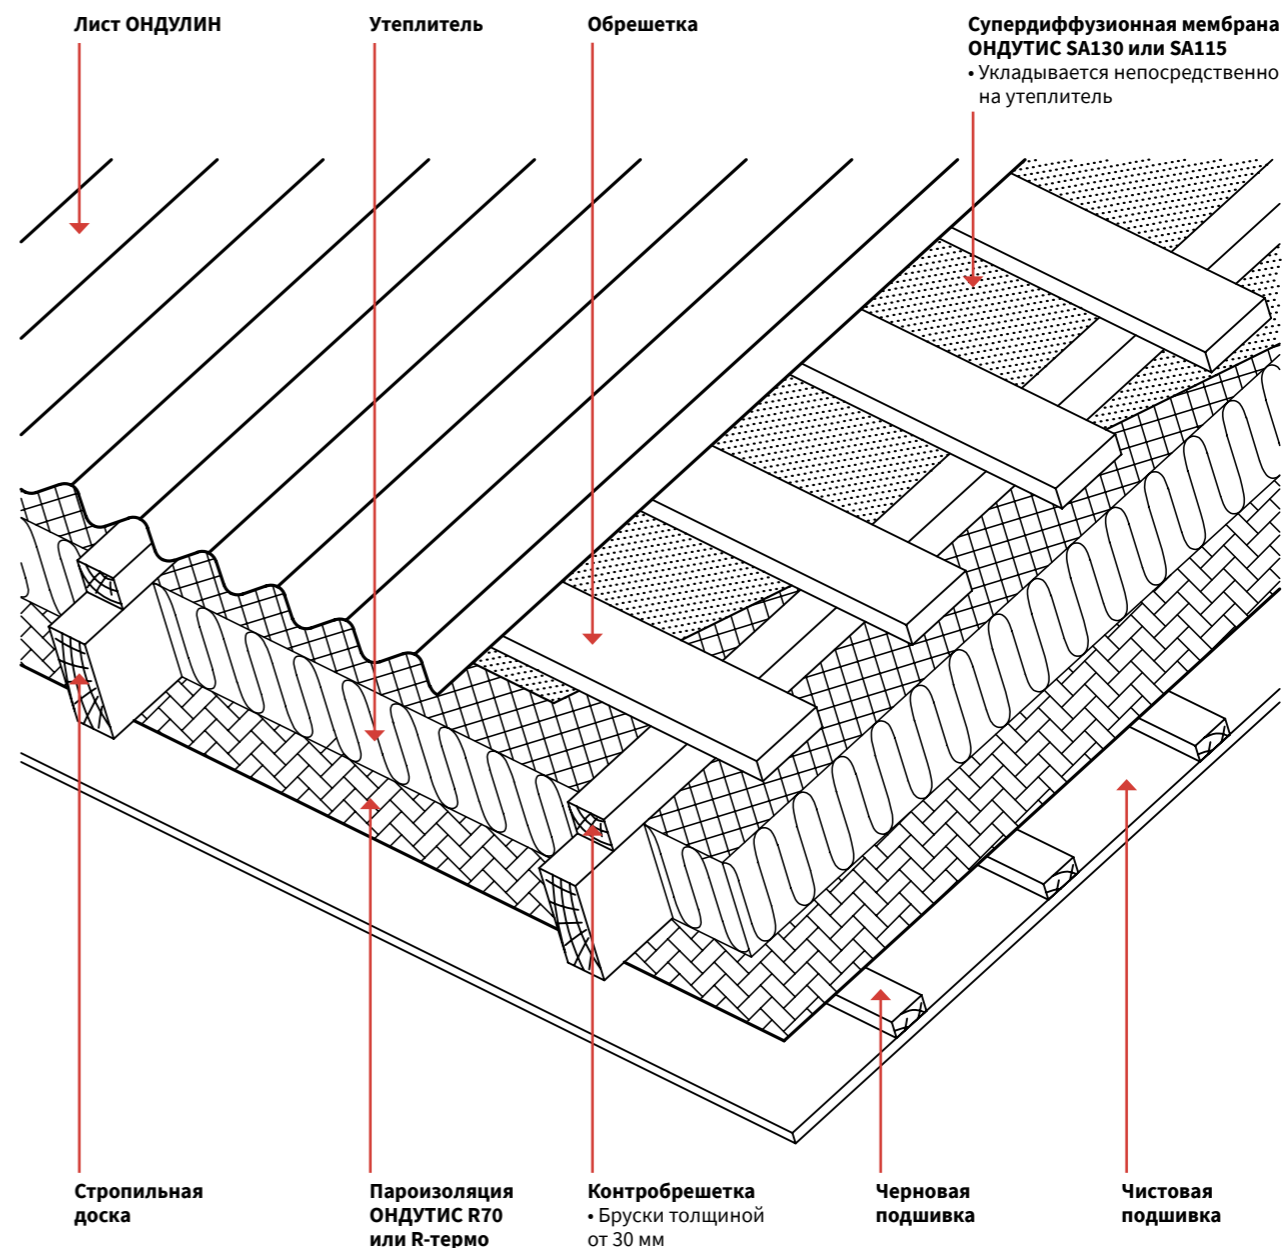 Лист ОНДУЛИН
Утеплитель
Обрешетка
Супердиффузионная мембрана
ОНДУТИС SA130 или SA115
• Укладывается непосредственно
на утеплитель
Стропильная
доска
Пароизоляция
ОНДУТИС R70
или R-термо
Контробрешетка
• Бруски толщиной
от 30 мм
Черновая
подшивка
Чистовая
подшивка